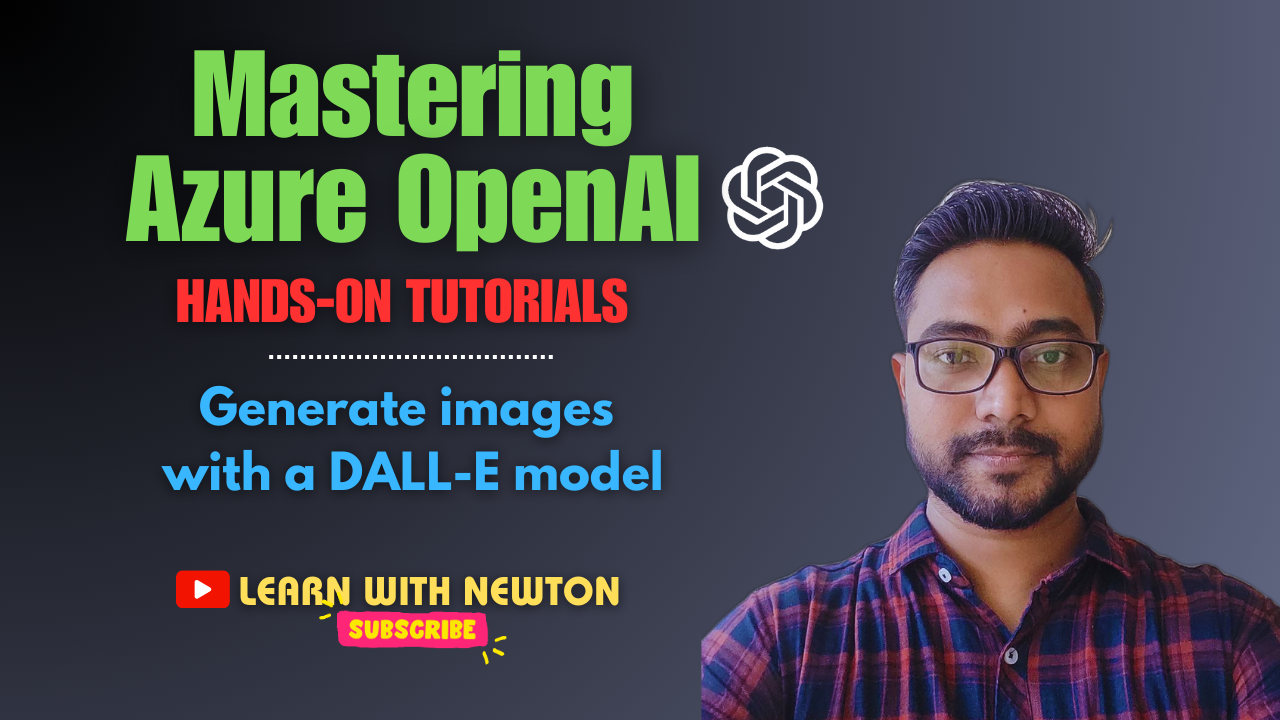 Mastering
Azure OpenAI
HANDS-ON TUTORIALS
Generate images
with a DALL-E model
LEARN WITH NEWTON
SUBSCRIBE